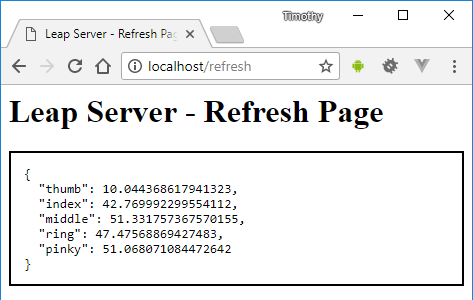 Timothy
Leap Server - Refresh Pag
localhost/refresh
Leap Server - Refresh Page
{
"thumb": 10.044368617941323,
"index": 42.769992299554112,
"middle": 51.331757367570155,
"ring": 47.47568869427483,
"pinky": 51.068071084472642
}